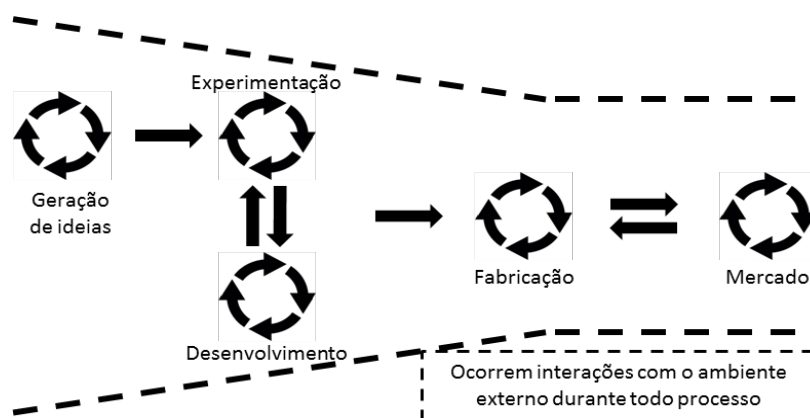 Experimentação
Geração
de ideias
Desenvolvimento
Fabricação
Mercado
Ocorrem interações com o ambiente
externo durante todo processo